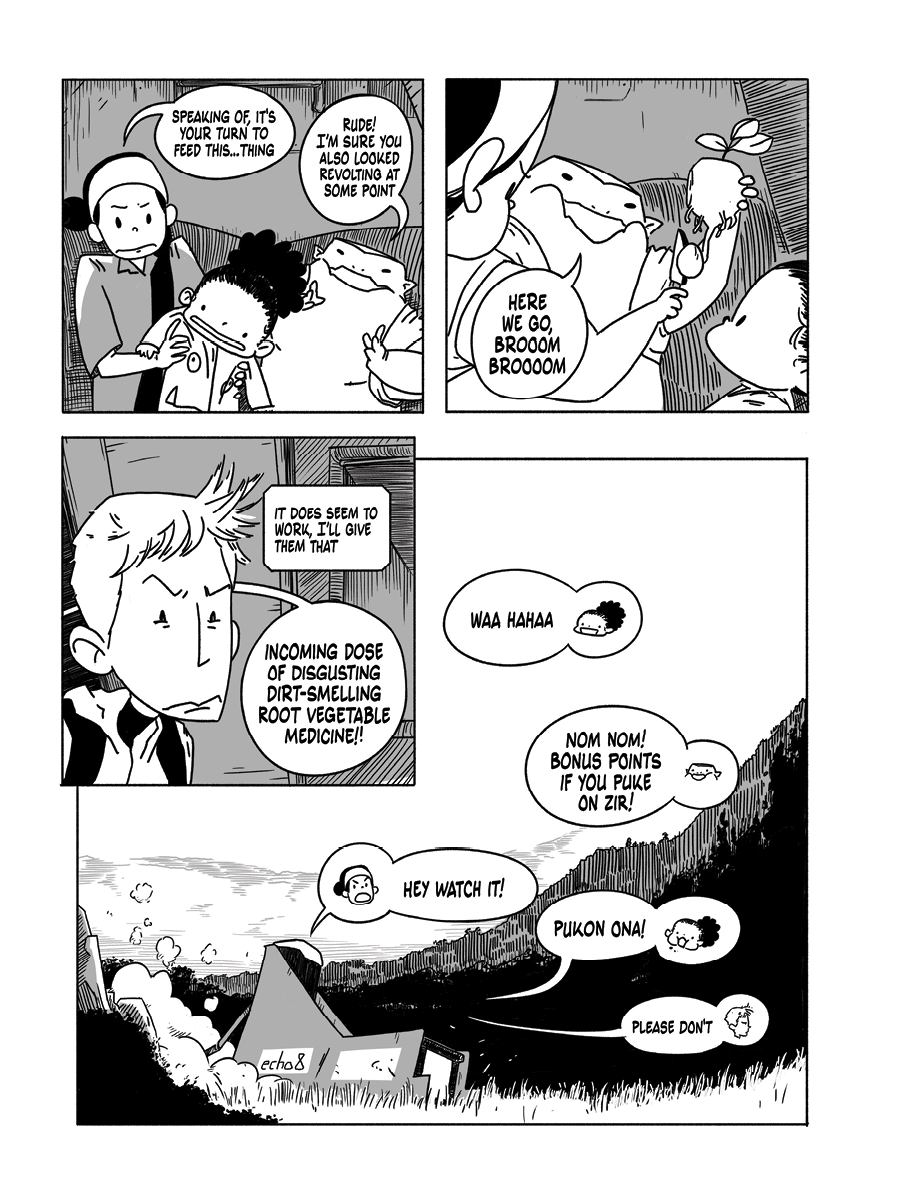 SPEAKING OF, IT'S
YOUR TURN TO
FEED THIS...THING
RUDE!
I'M SURE YOU
ALSO LOOKED
REVOLTING AT
SOME POINT
HERE
WE GO,
BROOOM
BROOOOM
IT DOES SEEM TO
WORK, I'LL GIVE
THEM THAT
INCOMING DOSE
OF DISGUSTING
DIRT-SMELLING
ROOT VEGETABLE
MEDICINE!!
WAA HAHAA
NOM NOM!
BONUS POINTS
IF YOU PUKE
ON ZIR!
HEY WATCH IT!
PUKON ONA!
PLEASE DON'T
echo8